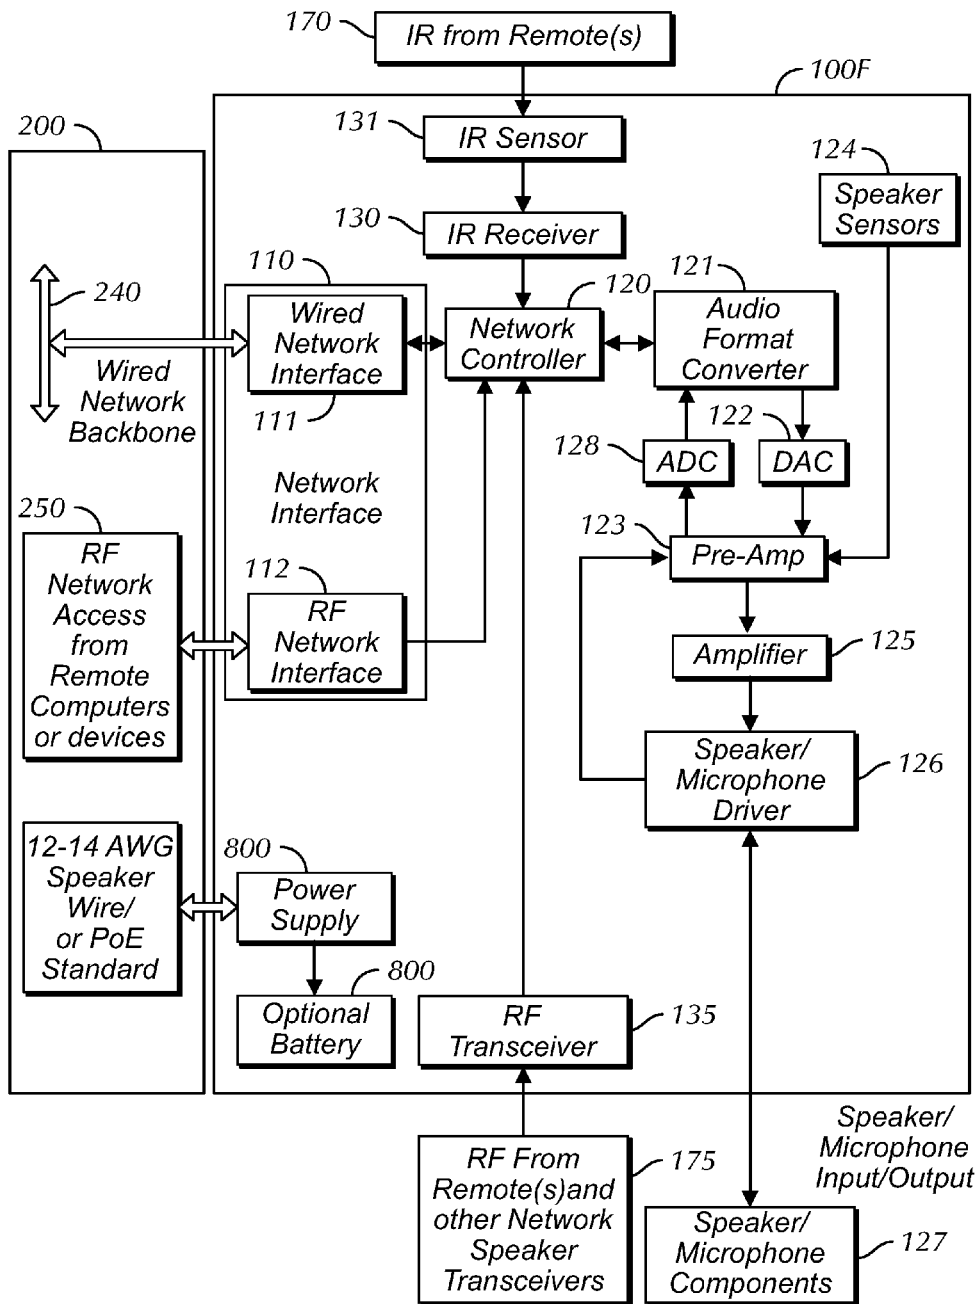 170
IR from Remote(s)
100F
200
131
IR Sensor
124
Speaker
Sensors
130
IR Receiver
110
120
121
240
Wired
Network
Interface
Network
Controller
Audio
Format
Converter
Wired
Network
Backbone
111
122
128
ADC
DAC
Network
Interface
250
123
Pre-Amp
RF
Network
Access
from
Remote
Computers
or devices
112
RF
Network
Interface
Amplifier
125
Speaker/
Microphone
Driver
126
12-14 AWG
Speaker
Wire/
or PoE
Standard
800
Power
Supply
800
Optional
Battery
RF
Transceiver
135
Speaker/
Microphone
Input/Output
RF From
Remote(s)and
other Network
Speaker
Transceivers
175
Speaker/
Microphone
Components
127